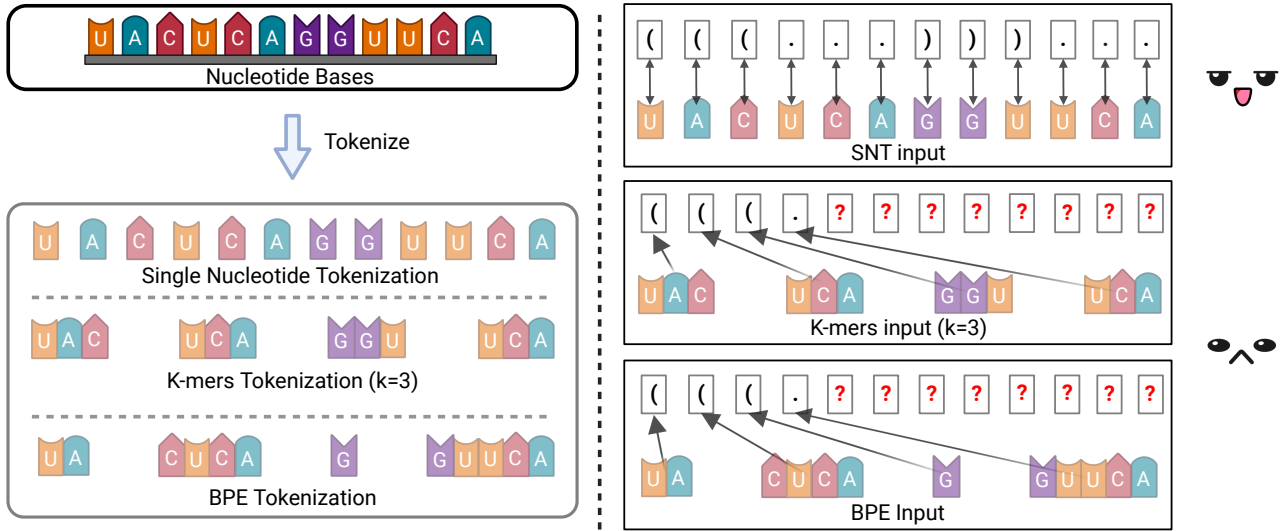 U A C U C A G G U U C A
Nucleotide Bases
Tokenize
U A C U C A G G U U C A
Single Nucleotide Tokenization
U A C U C A G G U U C A
K-mers Tokenization (k=3)
U A C U C A G G U U C A
BPE Tokenization
( ( ( . . . ) ) ) . . .
U A C U C A G G U U C A
SNT input
( ( ( . ? ? ? ? ? ? ? ?
U A C U C A G G U U C A
K-mers input (k=3)
( ( ( . ? ? ? ? ? ? ? ?
U A C U C A G G U U C A
BPE Input